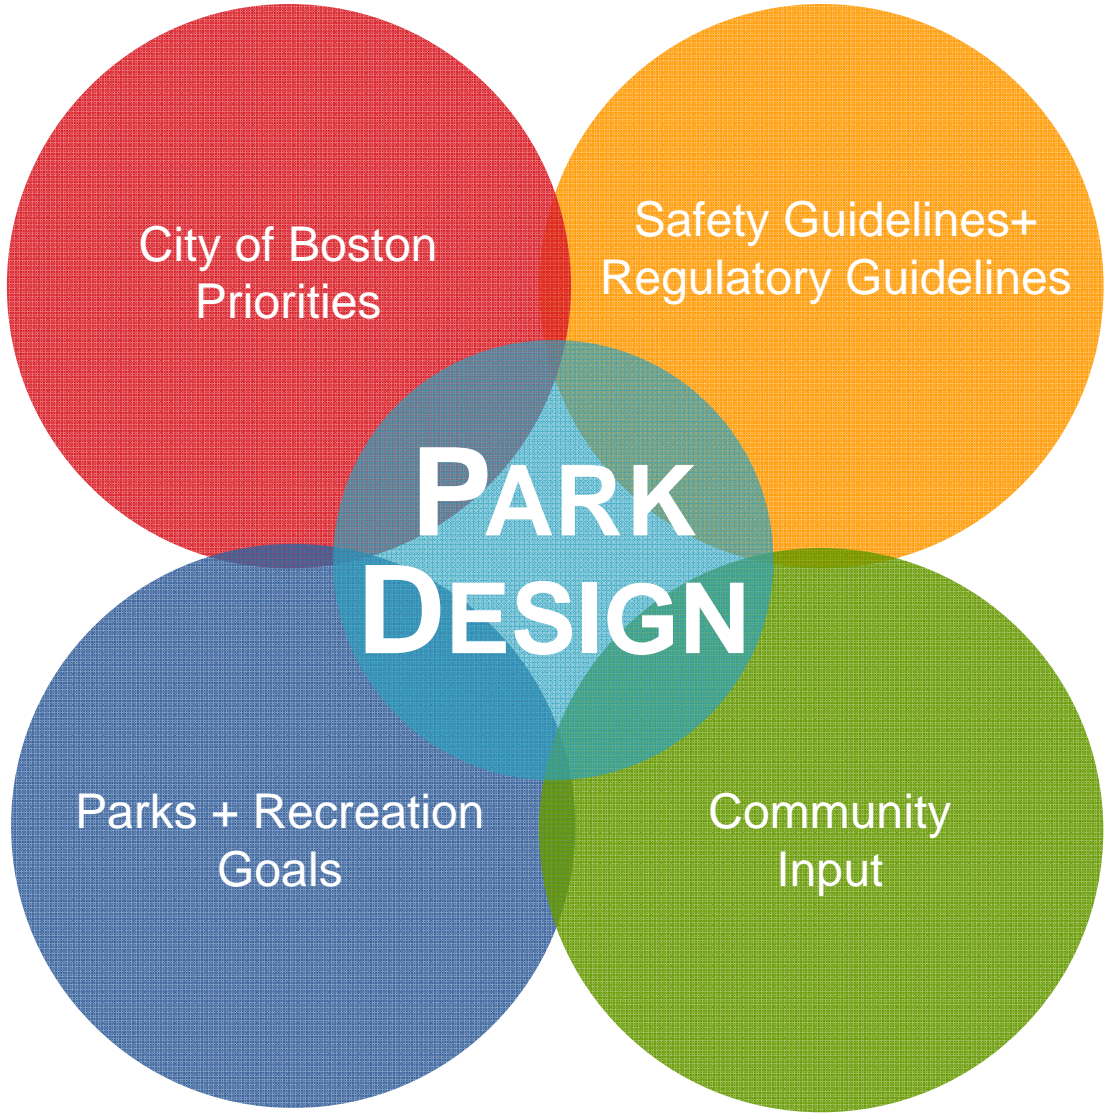 City of Boston
Priorities
Safety Guidelines+
Regulatory Guidelines
PARK
DESIGN
Parks + Recreation
Goals
Community
Input